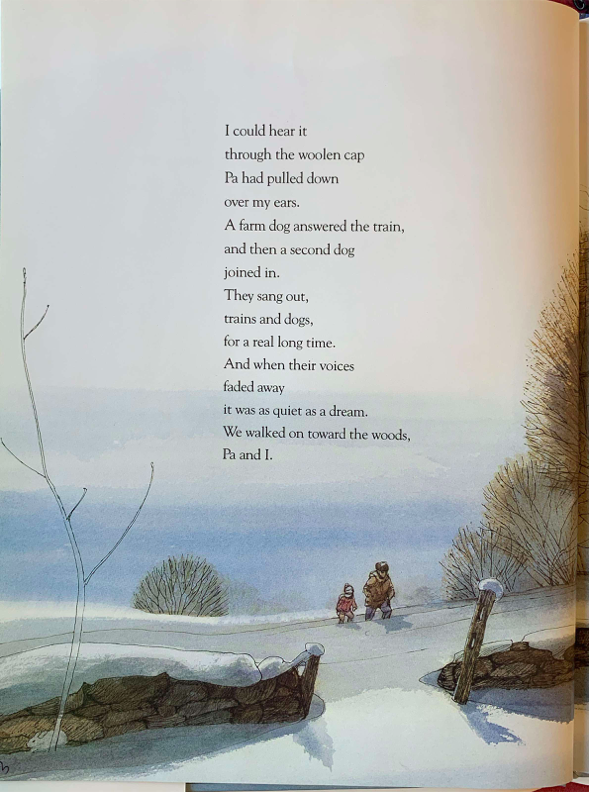 I could hear it
through the woolen cap
Pa had pulled down
over my ears.
A farm dog answered the train,
and then a second dog
joined in.
They sang out,
trains and dogs,
for a real long time.
And when their voices
faded away
it was as quiet as a dream.
We walked on toward the woods,
Pa and I.